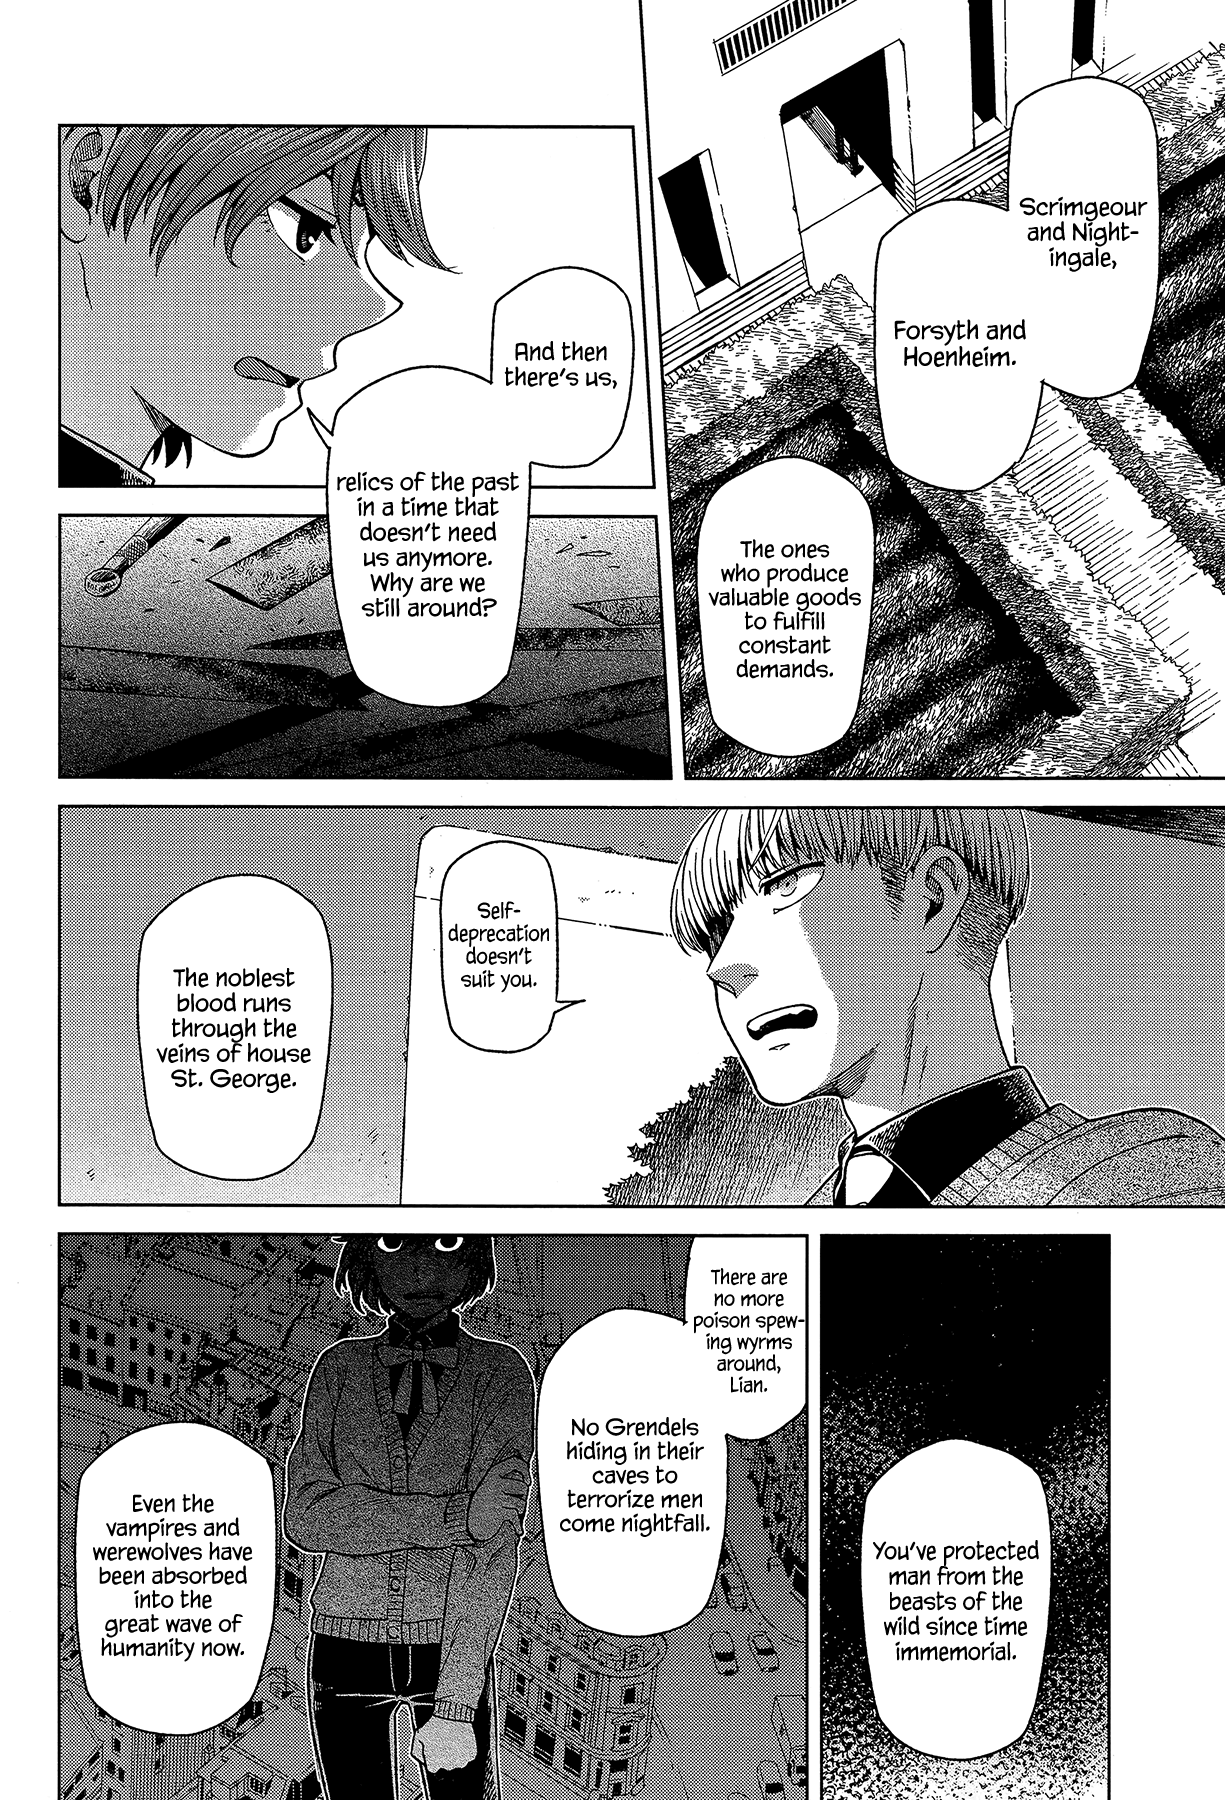 Scrimgeour
and Night-
ingale,
Forsyth and
Hoenheim.
The ones
who produce
valuable goods
to fulfill
constant
demands.
And then
there's us,
relics of the past
in a time that
doesn't need
us anymore.
Why are we
still around?
Self-
deprecation
doesn't
suit you.
The noblest
blood runs
through the
veins of house
St. George.
You've protected
man from the
beasts of the
wild since time
immemorial.
There are
no more
poison spew-
ing wyrms
around,
Lian.
No Grendels
hiding in their
caves to
terrorize men
come nightfall.
Even the
vampires and
werewolves have
been absorbed
into the
great wave of
humanity now.